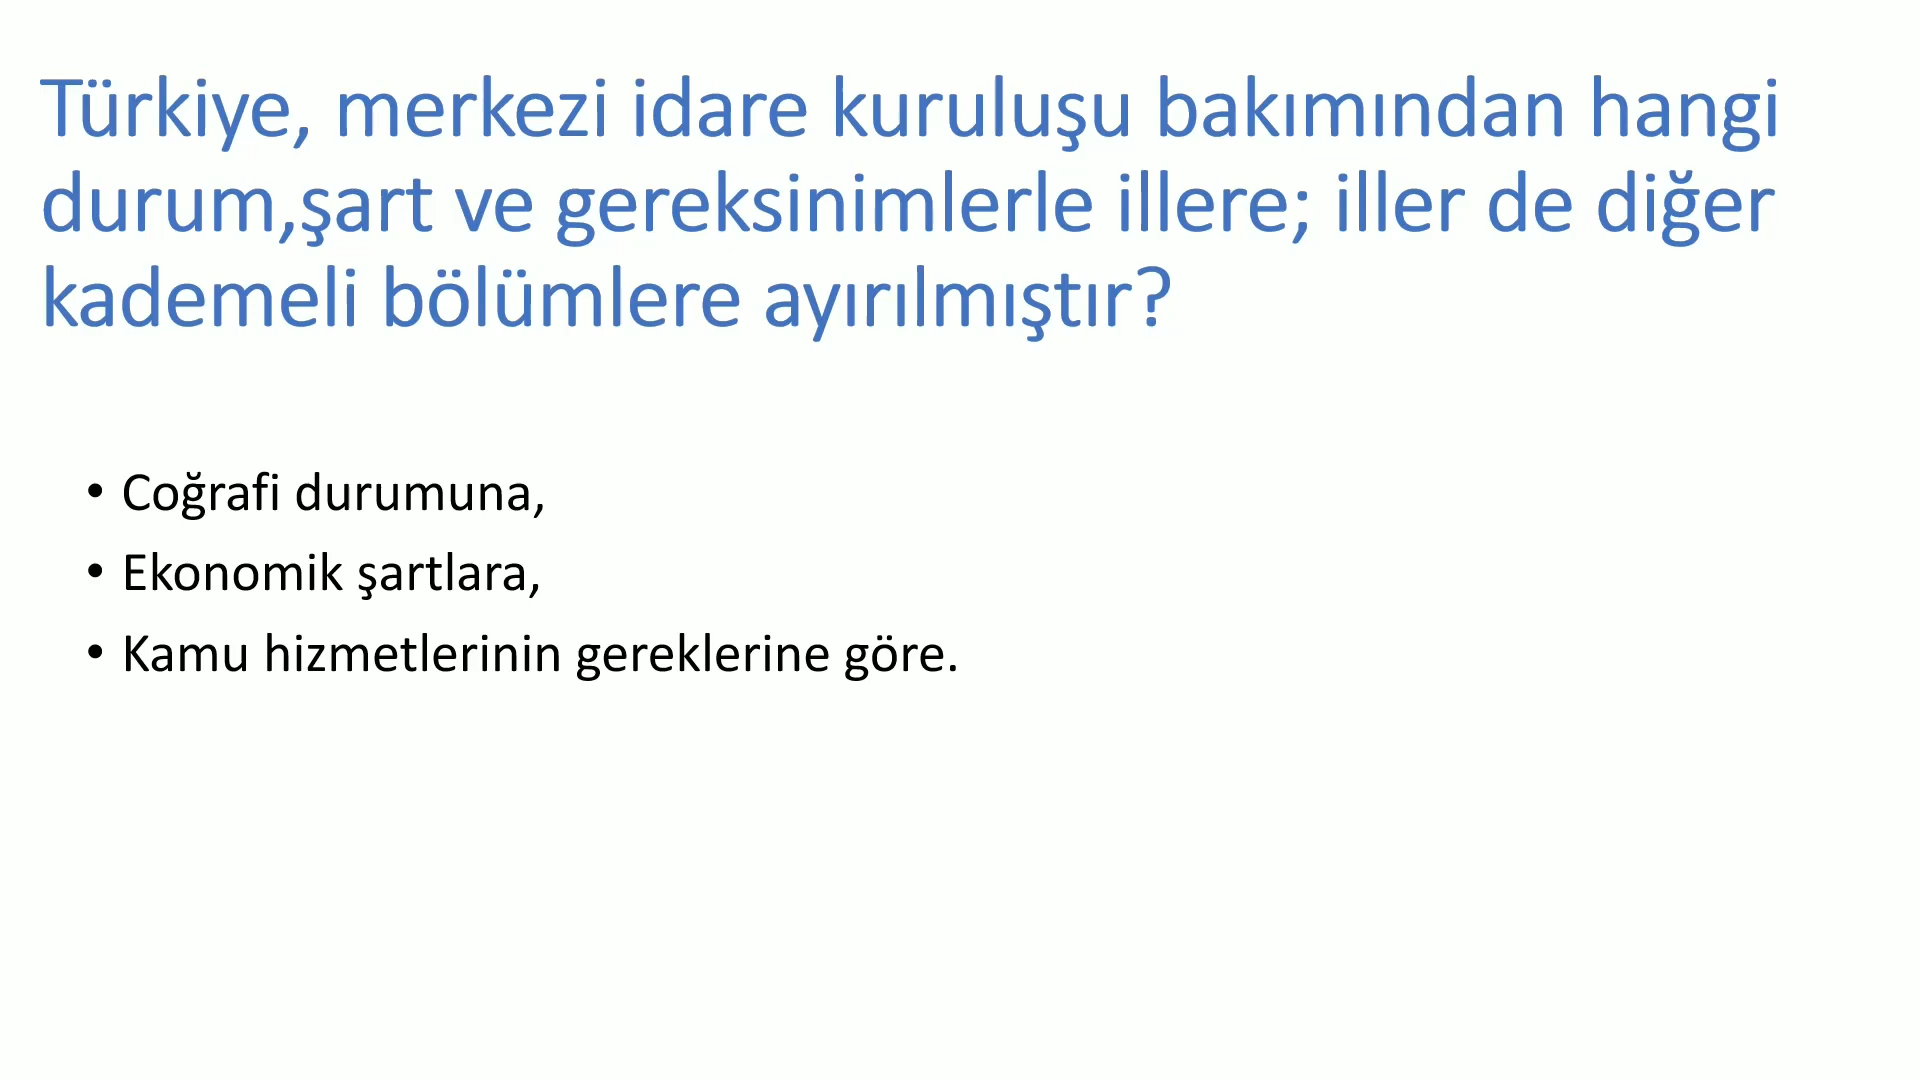 Türkiye, merkezi idare kuruluşu bakımından hangi
durum,şart ve gereksinimlerle illere; iller de diğer
kademeli bölümlere ayırılmıştır?
• Coğrafi durumuna,
• Ekonomik şartlara,
• Kamu hizmetlerinin gereklerine göre.